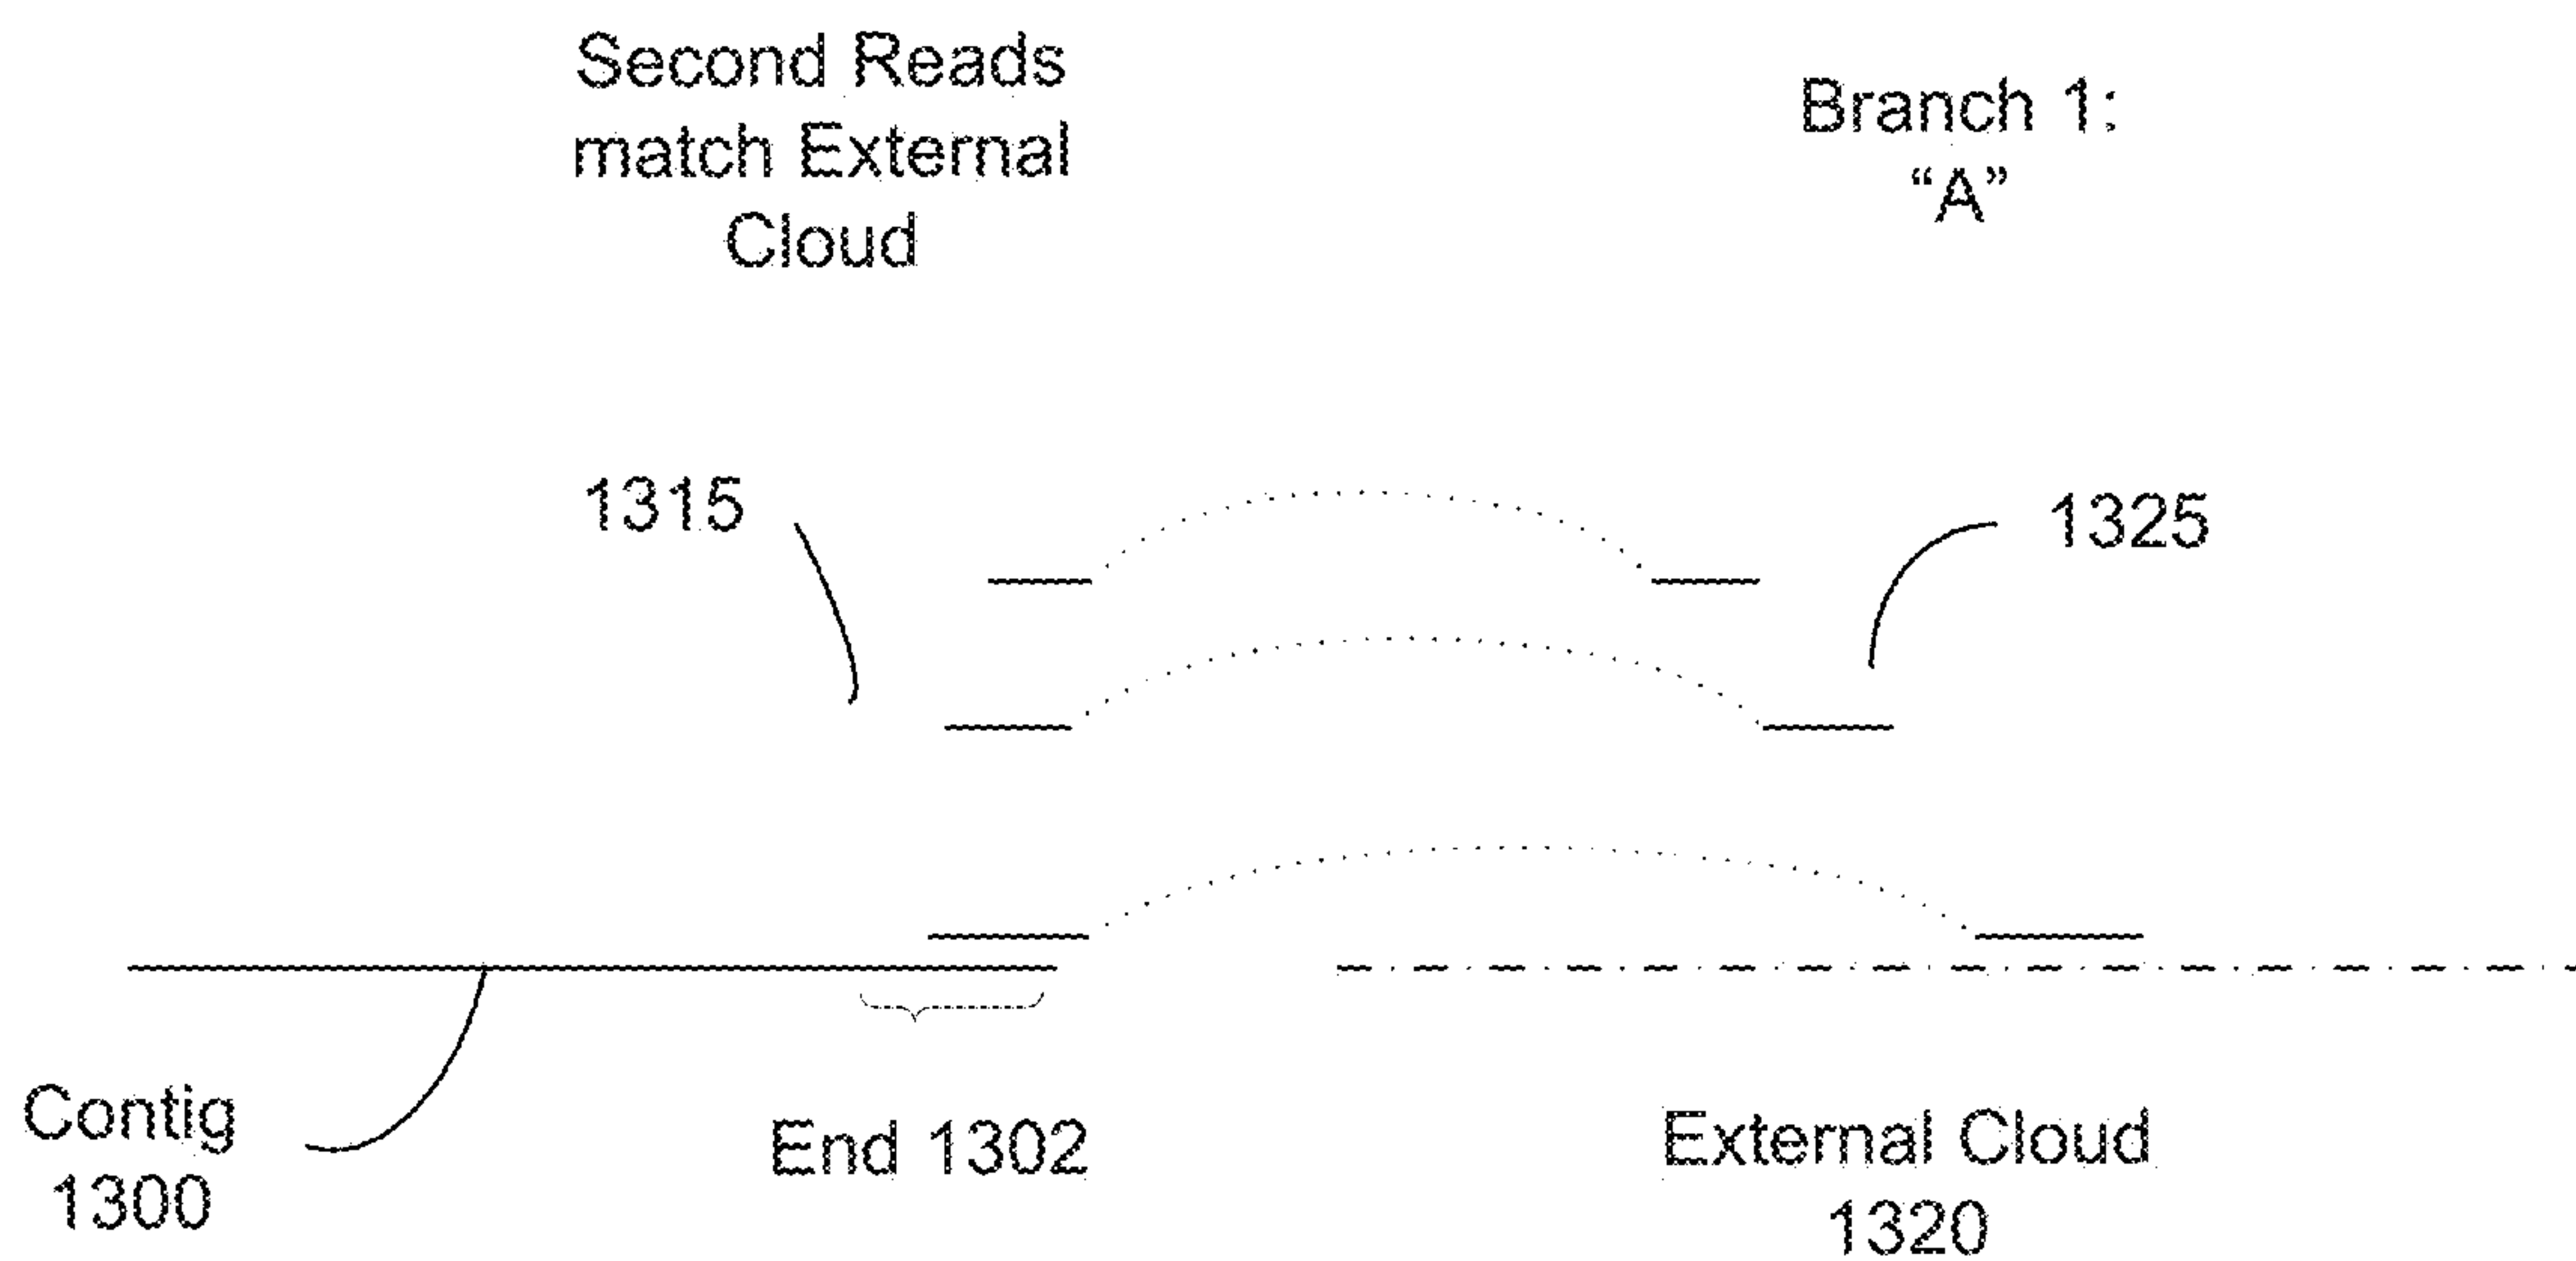 Second Reads
match External
Cloud
Branch 1:
“A”
1315
1325
Contig
1300
End 1302
External Cloud
1320